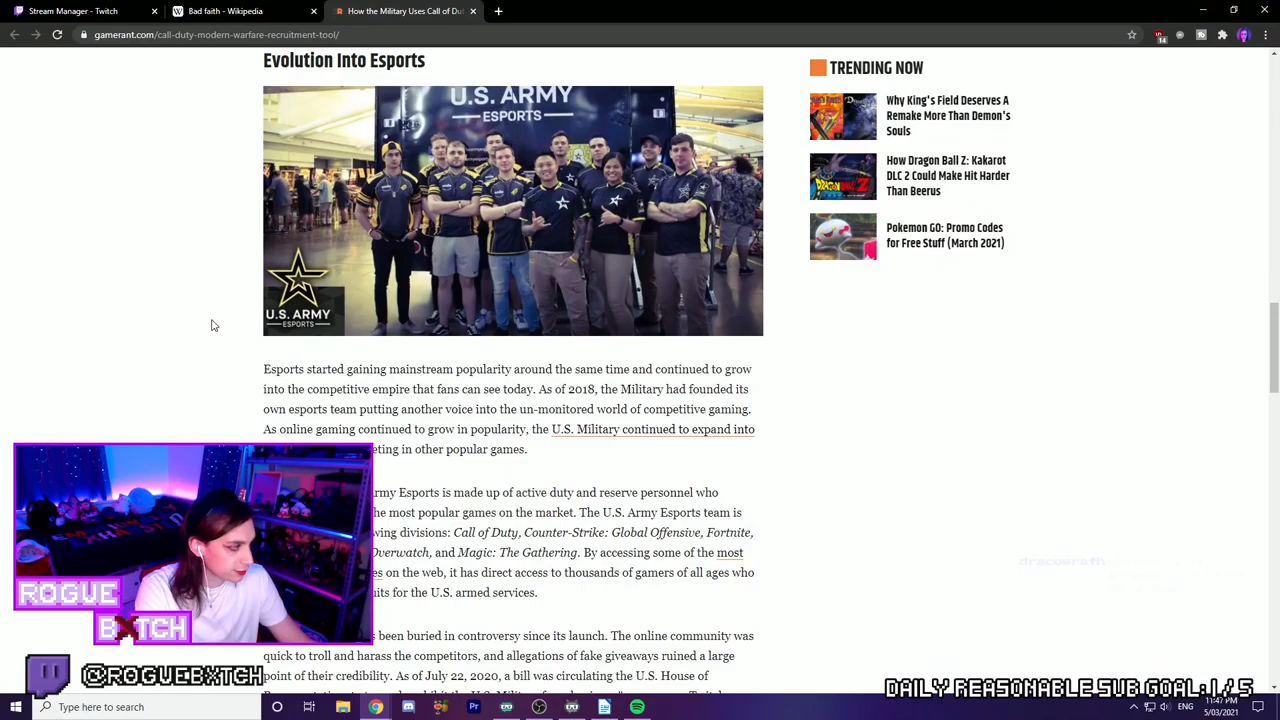 Stream Manager - Twitch
Bad faith - Wikipedia
How the Military Uses Call of Du
gamerant.com/call-duty-modern-warfare-recruitment-tool/
14
Evolution Into Esports
U.S. ARMY
ESPORTS
U.S. ARMY
ESPORTS
TRENDING NOW
Why King's Field Deserves A
Remake More Than Demon's
Souls
How Dragon Ball Z: Kakarot
DLC 2 Could Make Hit Harder
Than Beerus
Pokemon GO: Promo Codes
for Free Stuff (March 2021)
Esports started gaining mainstream popularity around the same time and continued to grow
into the competitive empire that fans can see today. As of 2018, the Military had founded its
own esports team putting another voice into the un-monitored world of competitive gaming.
As online gaming continued to grow in popularity, the U.S. Military continued to expand into
eting in other popular games.
rmy Esports is made up of active duty and reserve personnel who
he most popular games on the market. The U.S. Army Esports team is
wing divisions: Call of Duty, Counter-Strike: Global Offensive, Fortnite,
Overwatch, and Magic: The Gathering. By accessing some of the most
es on the web, it has direct access to thousands of gamers of all ages who
uits for the U.S. armed services.
s been buried in controversy since its launch. The online community was
quick to troll and harass the competitors, and allegations of fake giveaways ruined a large
point of their credibility. As of July 22, 2020, a bill was circulating the U.S. House of
dracowrath
ROGUE
BXTCH
@ROGUEBXTCH
DAILY REASONABLE SUB GOAL: 1/5
Type here to search
ENG
11:47 PM
5/03/2021